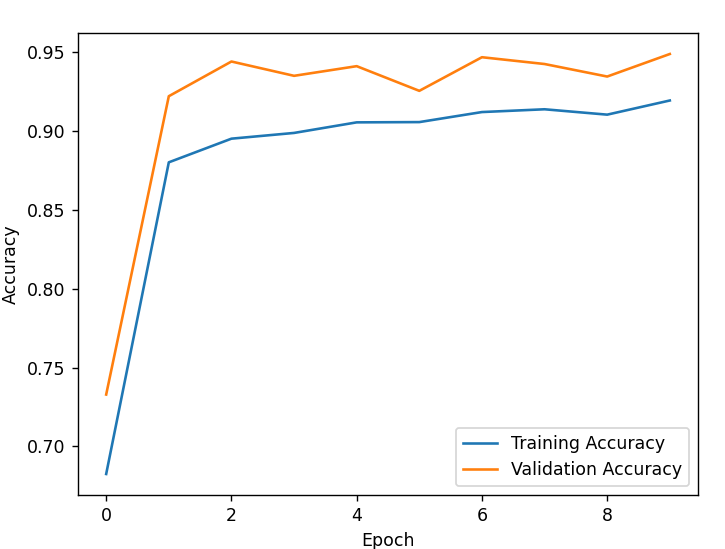 0.95
0.90
0.85
0.80
0.75
0.70
Accuracy
0 2 4 6 8
Epoch
Training Accuracy
Validation Accuracy